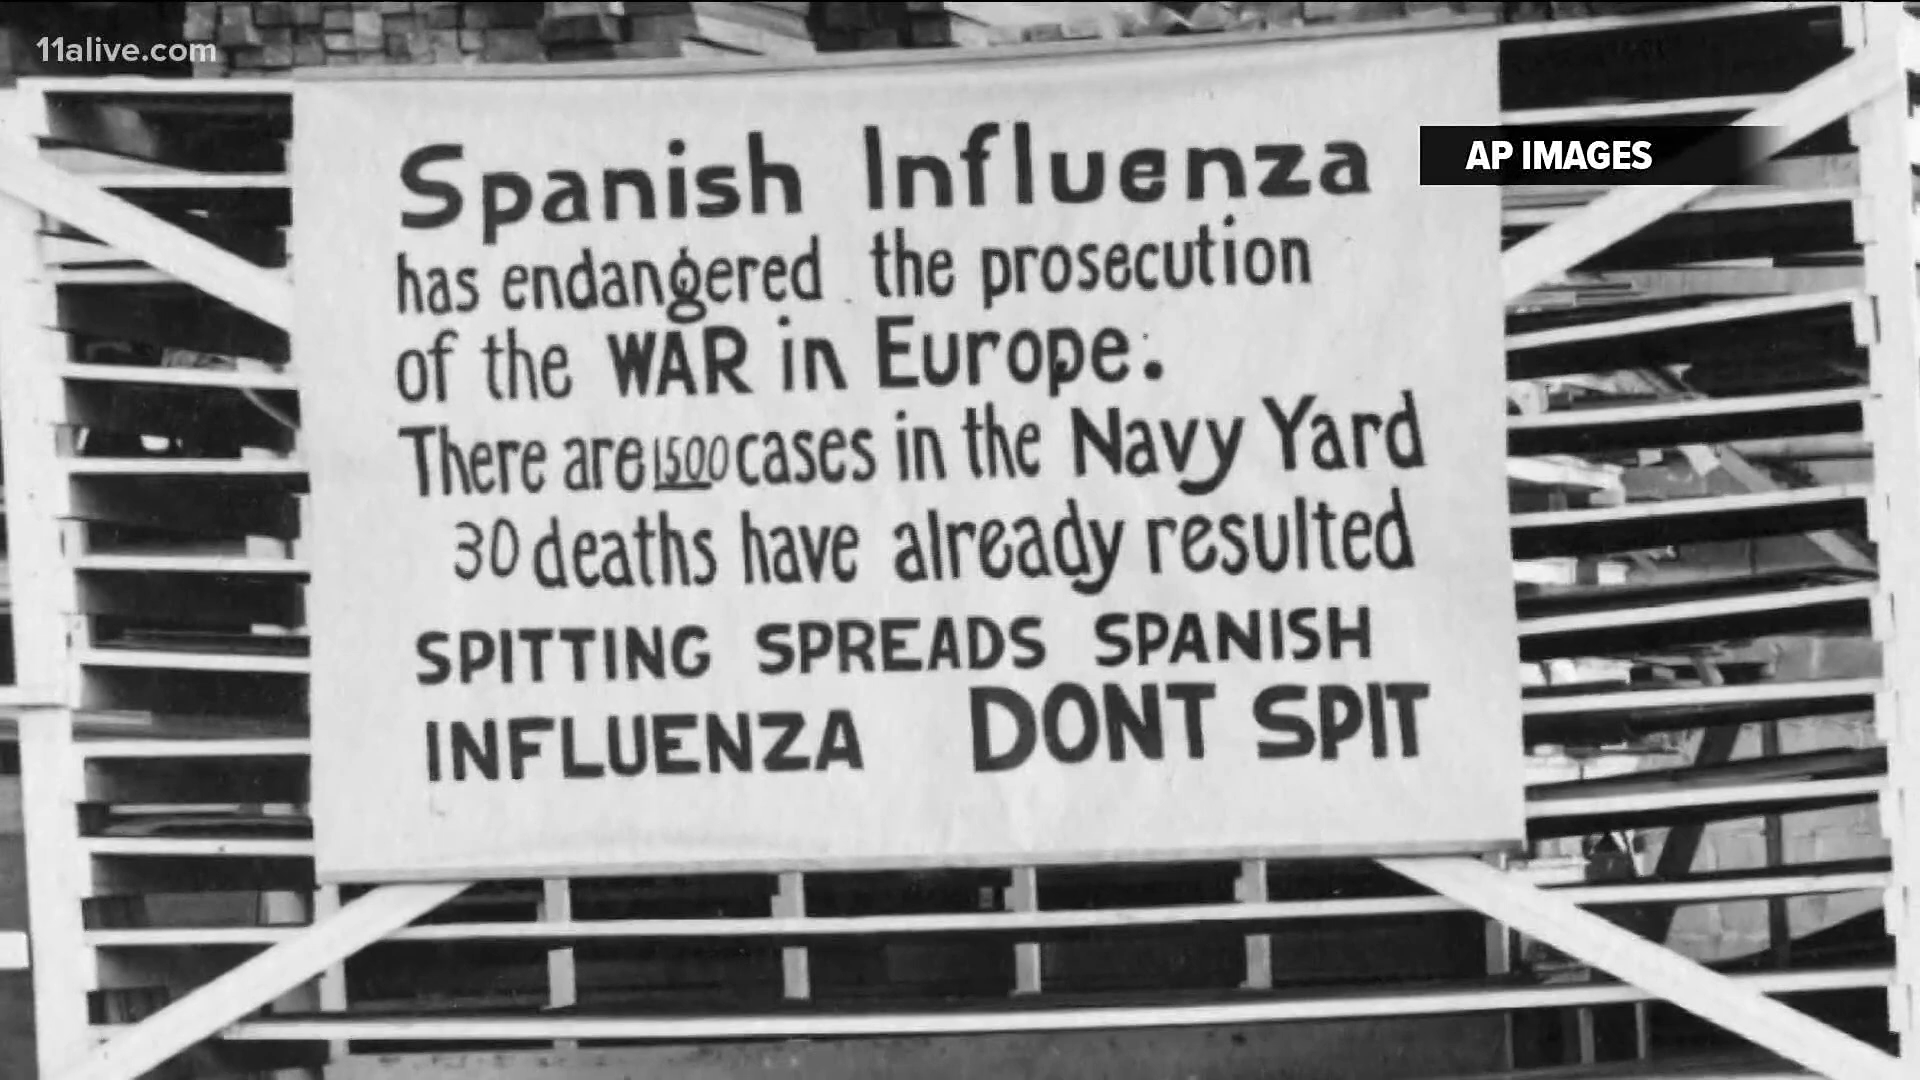 11alive.com
AP IMAGES
Spanish Influenza
has endangered the prosecution
of the WAR in Europe.
There are 1500 cases in the Navy Yard
30 deaths have already resulted
SPITTING SPREADS SPANISH
INFLUENZA DONT SPIT